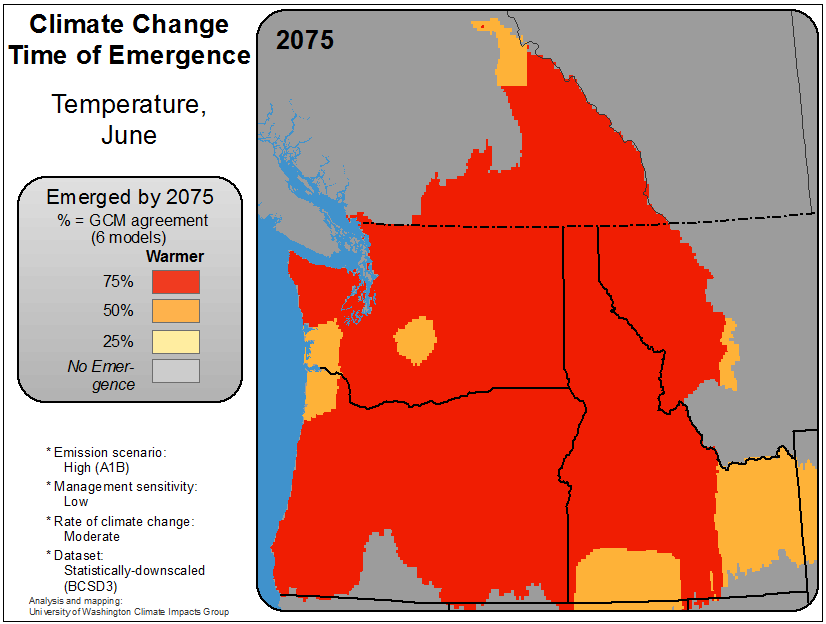 Climate Change
Time of Emergence
Temperature,
June
Emerged by 2075
% = GCM agreement
(6 models)
Warmer
75%
50%
25%
No Emer-
gence
* Emission scenario:
High (A1B)
* Management sensitivity:
Low
* Rate of climate change:
Moderate
* Dataset:
Statistically-downscaled
(BCSD3)
Analysis and mapping:
University of Washington Climate Impacts Group
2075